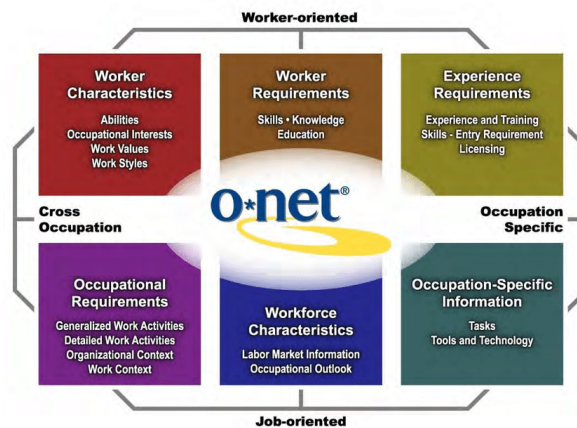 Worker-oriented
Worker
Characteristics
Abilities
Occupational Interests
Work Values
Work Styles
Worker
Requirements
Skills • Knowledge
Education
Experience
Requirements
Experience and Training
Skills - Entry Requirement
Licensing
Cross
Occupation
o*net®
Occupation
Specific
Occupational
Requirements
Generalized Work Activities
Detailed Work Activities
Organizational Context
Work Context
Workforce
Characteristics
Labor Market Information
Occupational Outlook
Occupation-Specific
Information
Tasks
Tools and Technology
Job-oriented